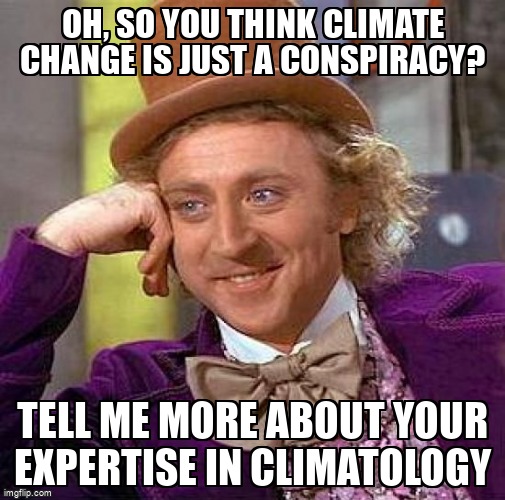 OH, SO YOU THINK CLIMATE
CHANGE IS JUST A CONSPIRACY?
TELL ME MORE ABOUT YOUR
EXPERTISE IN CLIMATOLOGY
imgflip.com